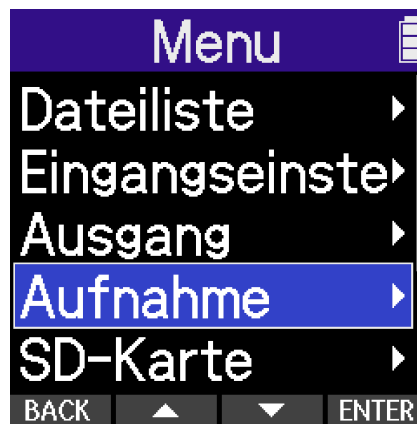 Menu
Dateiliste
Eingangseinste
Ausgang
Aufnahme
SD-Karte
BACK ENTER